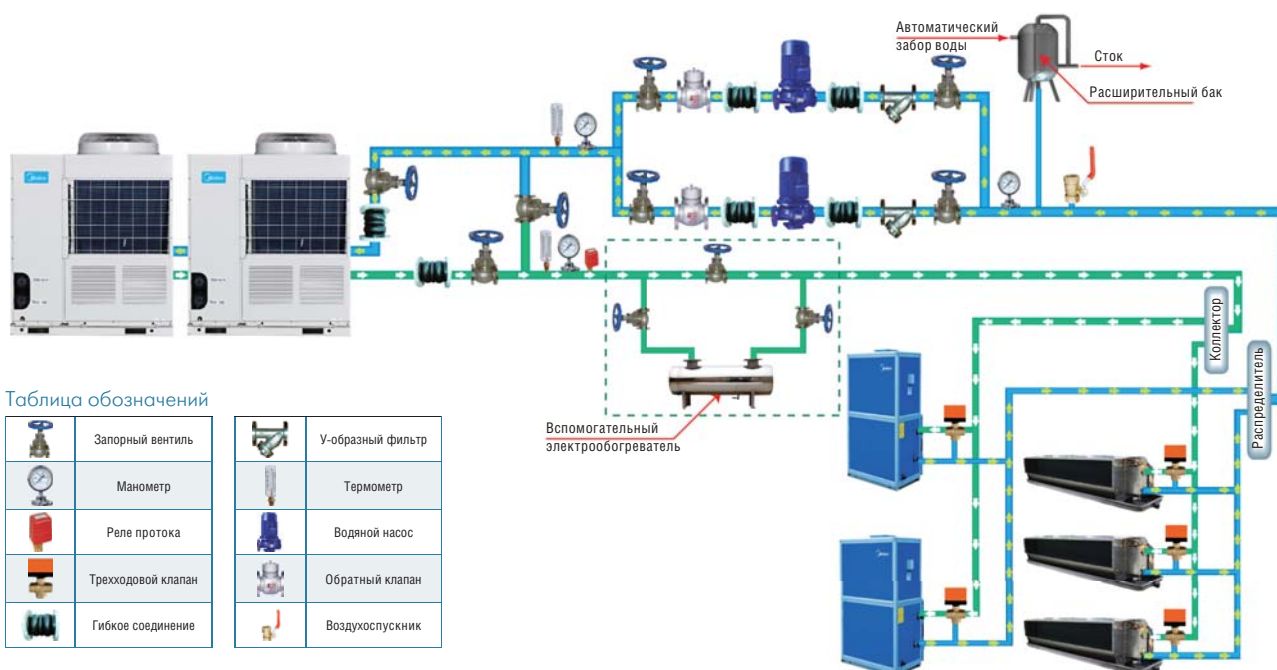 Автоматический
забор воды
Сток
Расширительный бак
Коллектор
Распределитель
Вспомогательный
электрообогреватель
Таблица обозначений
Запорный вентиль
У-образный фильтр
Манометр
Термометр
Реле протока
Водяной насос
Трехходовой клапан
Обратный клапан
Гибкое соединение
Воздухоспускник